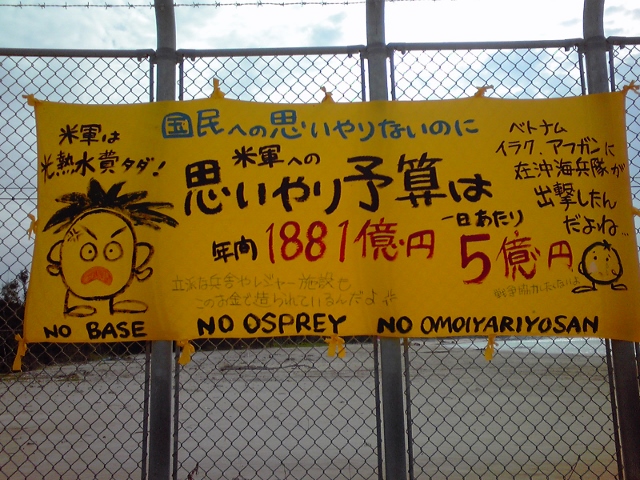 国民への思いやりないのに
米軍は
光熱水費タダ!
米軍への
思いやり予算は
年間1881億円
一日あたり
5億円
ベトナム
イラク、アフガンに
在沖海兵隊が
出撃したん
だよね…
立派な兵舎やレジャー施設も
このお金で造られているんだよ
NO BASE
NO OSPREY
NO OMOIYARIYOSAN